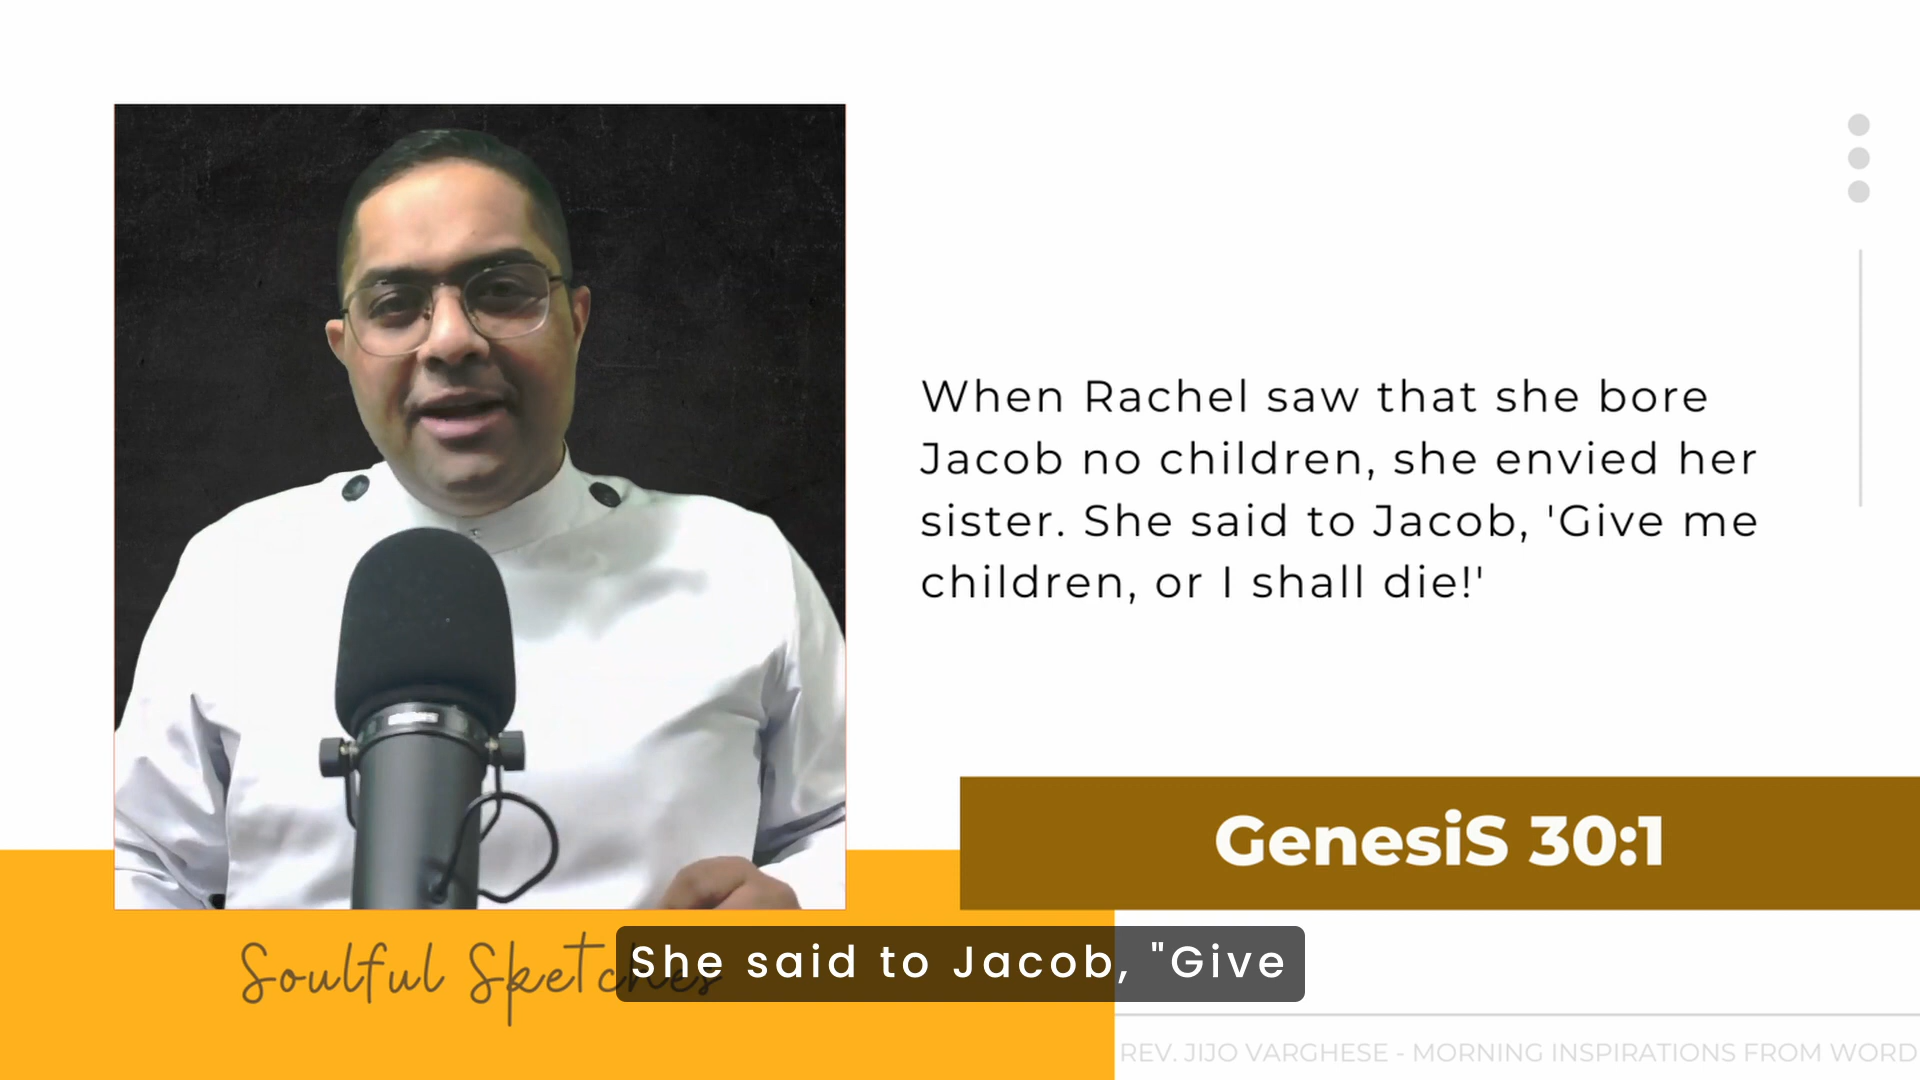 When Rachel saw that she bore
Jacob no children, she envied her
sister. She said to Jacob, 'Give me
children, or I shall die!'
GenesiS 30:1
Soulful Sketches
She said to Jacob, "Give
REV. JIJO VARGHESE - MORNING INSPIRATIONS FROM WORD